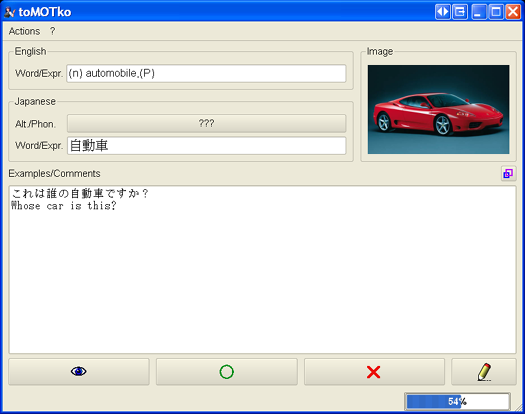 toMOTko
Actions ?
English
Word/Expr. (n) automobile,(P)
Image
Japanese
Alt./Phon. ???
Word/Expr. 自動車
Examples/Comments
これは誰の自動車ですか？
Whose car is this?
54%